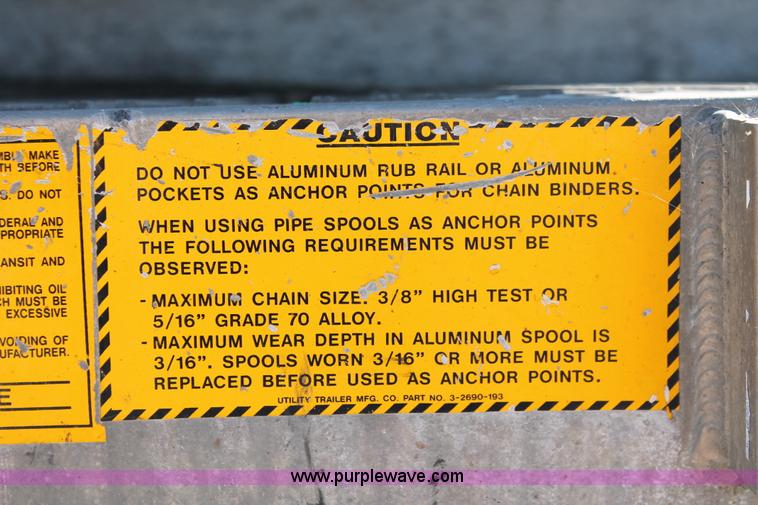 MAKE
TH BEFORE
S. DO NOT
DERAL AND
PROPRIATE
ANSIT AND
HIBITING OIL
CH MUST BE
EXCESSIVE
VOIDING OF
UFACTURER.
E
CAUTION
DO NOT USE ALUMINUM RUB RAIL OR ALUMINUM
POCKETS AS ANCHOR POINTS FOR CHAIN BINDERS.
WHEN USING PIPE SPOOLS AS ANCHOR POINTS
THE FOLLOWING REQUIREMENTS MUST BE
OBSERVED:
- MAXIMUM CHAIN SIZE: 3/8" HIGH TEST OR
5/16" GRADE 70 ALLOY.
- MAXIMUM WEAR DEPTH IN ALUMINUM SPOOL IS
3/16". SPOOLS WORN 3/16" OR MORE MUST BE
REPLACED BEFORE USED AS ANCHOR POINTS.
UTILITY TRAILER MFG. CO. PART NO. 3-2690-193
www.purplewave.com